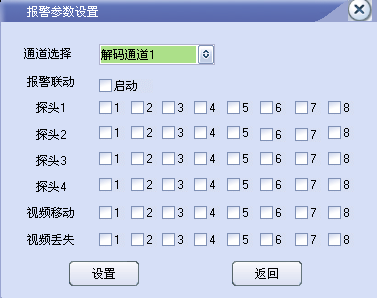 报警参数设置
通道选择 解码通道1
报警联动 启动
探头1 1 2 3 4 5 6 7 8
探头2 1 2 3 4 5 6 7 8
探头3 1 2 3 4 5 6 7 8
探头4 1 2 3 4 5 6 7 8
视频移动 1 2 3 4 5 6 7 8
视频丢失 1 2 3 4 5 6 7 8
设置 返回